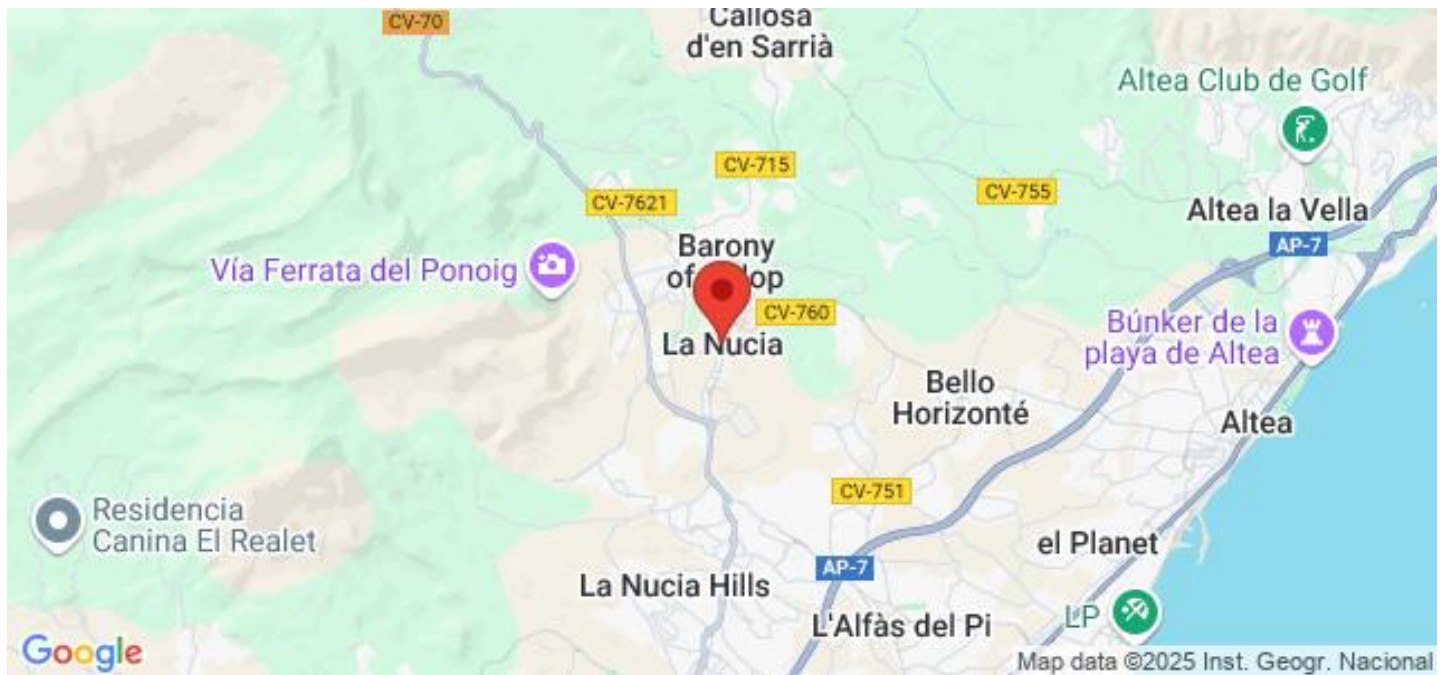 CV-70
Callosa
d'en Sarrià
Altea Club de Golf
CV-715
CV-755
CV-7621
Altea la Vella
AP-7
Barony
Vía Ferrata del Ponoig
CV-760
La Nucia
Búnker de la
playa de Altea
Bello
Horizonté
Altea
CV-751
Residencia
Canina El Realet
el Planet
AP-7
La Nucia Hills
L'Alfàs del Pi
LP
Google
Map data ©2025 Inst. Geogr. Nacional